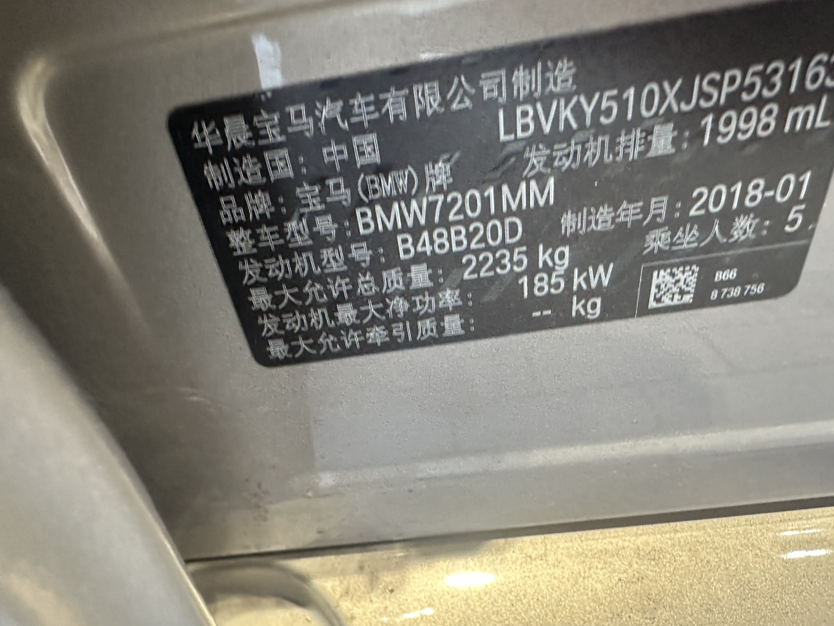 华晨宝马汽车有限公司制造
制造国: 中国 LBVKY510XJSP53163
品牌: 宝马(BMW)牌 发动机排量: 1998 mL
整车型号: BMW7201MM
发动机型号: B48B20D 制造年月: 2018-01
最大允许总质量: 2235 kg 乘坐人数: 5
发动机最大净功率: 185 kW
最大允许牵引质量: -- kg
B66
8 738 756